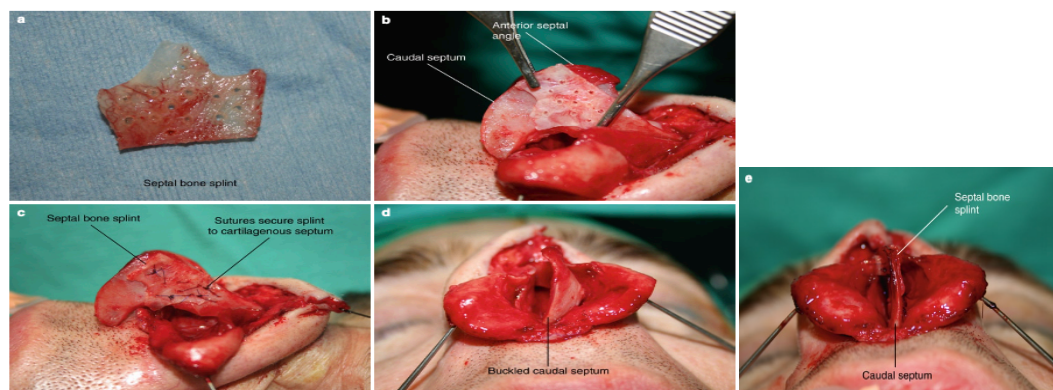 a
Septal bone splint
b
Anterior septal
angle
Caudal septum
c
Septal bone splint
Sutures secure splint
to cartilagenous septum
d
Buckled caudal septum
e
Septal bone
splint
Caudal septum